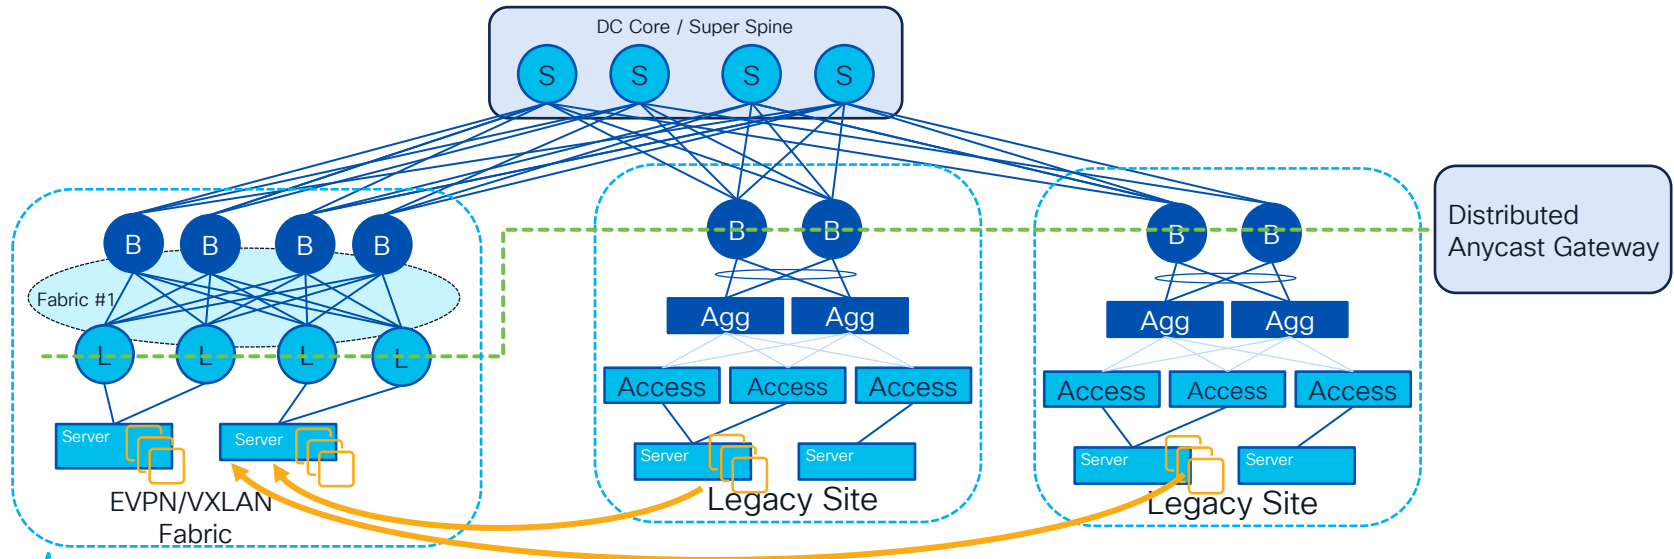 DC Core / Super Spine
S S S S
B B B B
B B
B B
Distributed
Anycast Gateway
Fabric #1
L L L L
Agg Agg
Agg Agg
Access Access Access
Access Access Access
Server Server
Server Server
Server Server
EVPN/VXLAN
Fabric
Legacy Site
Legacy Site